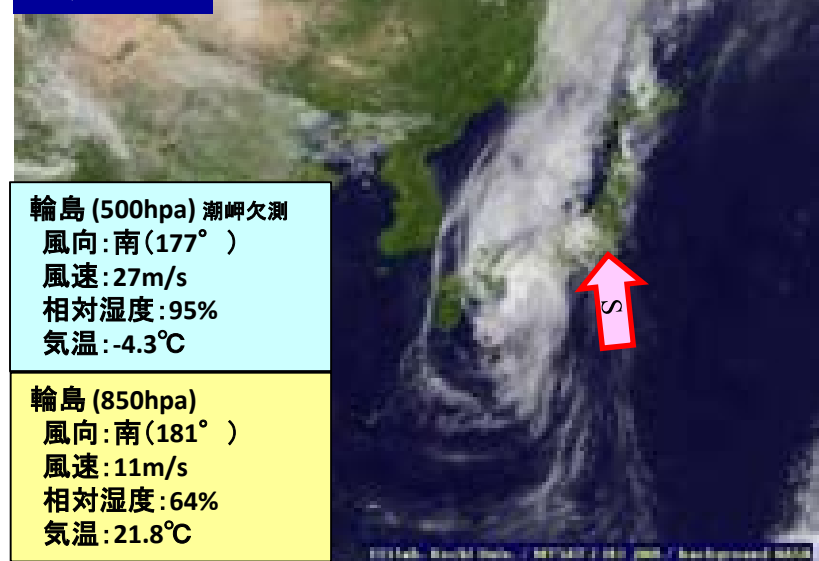 輪島 (500hpa) 潮岬欠測
風向:南(177°)
風速:27m/s
相対湿度:95%
気温:-4.3℃
輪島 (850hpa)
風向:南(181°)
風速:11m/s
相対湿度:64%
気温:21.8℃
S